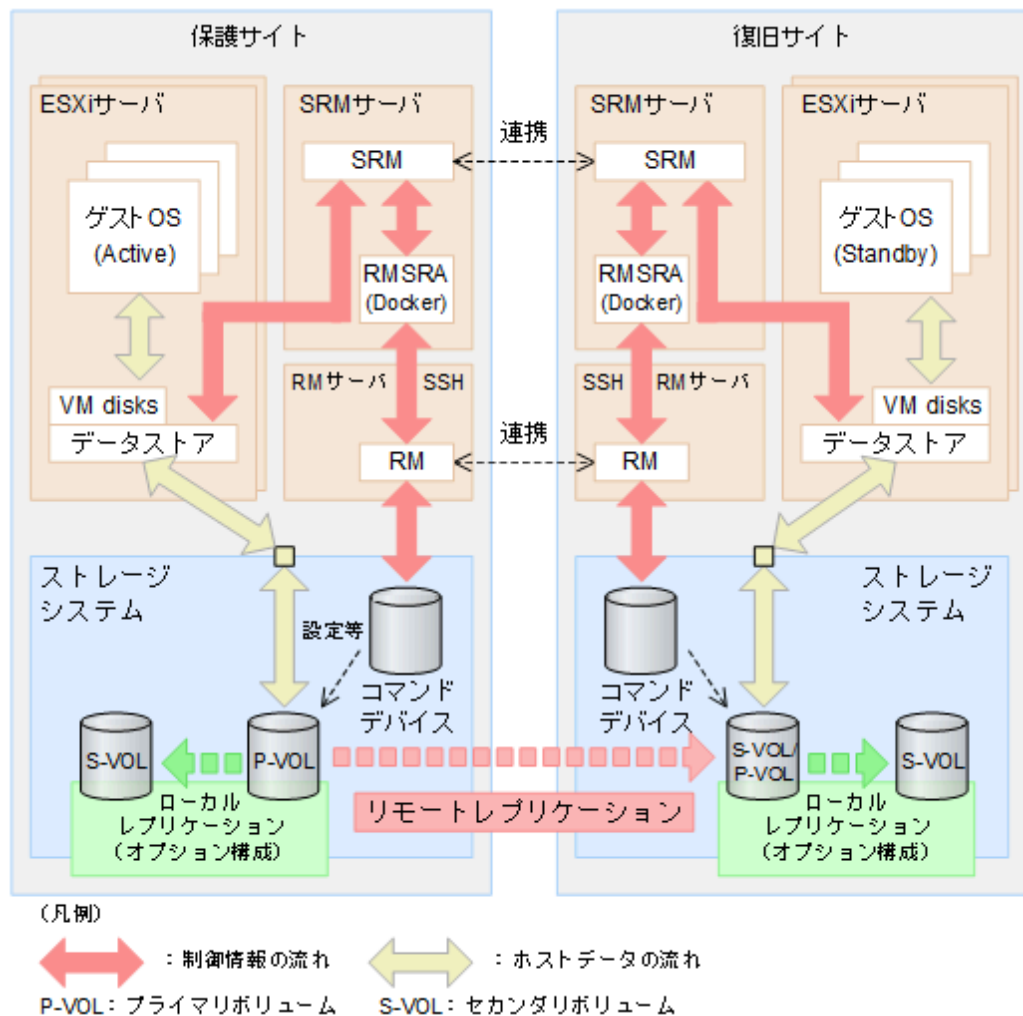 保護サイト
ESXiサーバ
ゲストOS
(Active)
VM disks
データストア
SRMサーバ
SRM
RMSRA
(Docker)
RMサーバ
SSH
RM
ストレージ
システム
設定等
コマンド
デバイス
S-VOL
P-VOL
ローカル
レプリケーション
(オプション構成)
連携
連携
リモートレプリケーション
復旧サイト
SRMサーバ
SRM
RMSRA
(Docker)
SSH
RMサーバ
RM
ESXiサーバ
ゲストOS
(Standby)
VM disks
データストア
ストレージ
システム
コマンド
デバイス
S-VOL/
P-VOL
S-VOL
ローカル
レプリケーション
(オプション構成)
(凡例)
：制御情報の流れ
：ホストデータの流れ
P-VOL：プライマリボリューム
S-VOL：セカンダリボリューム